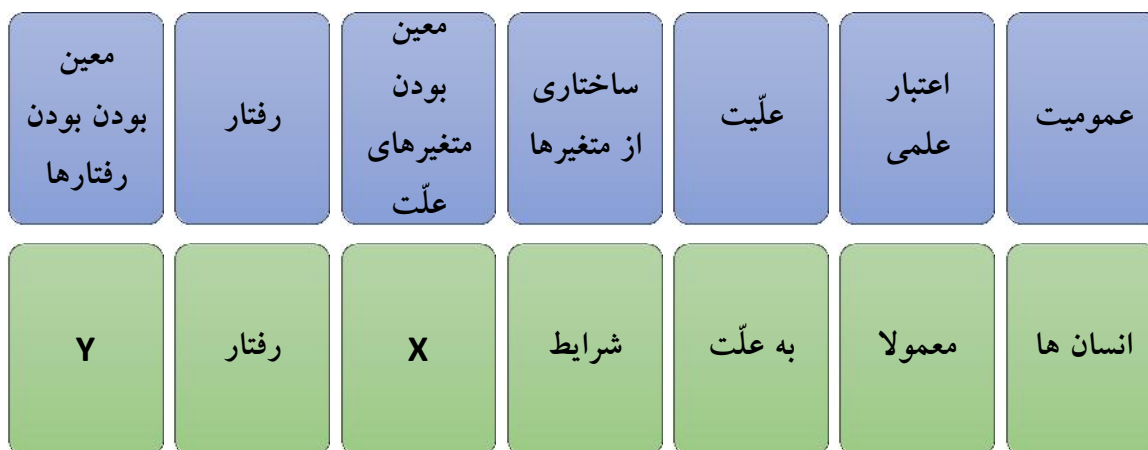 عمومیت
اعتبار
علمی
علّیت
ساختاری
از متغیرها
معین
بودن
متغیرهای
علّت
رفتار
معین
بودن بودن
رفتارها
انسان ها
معمولا
به علّت
شرایط
X
رفتار
Y